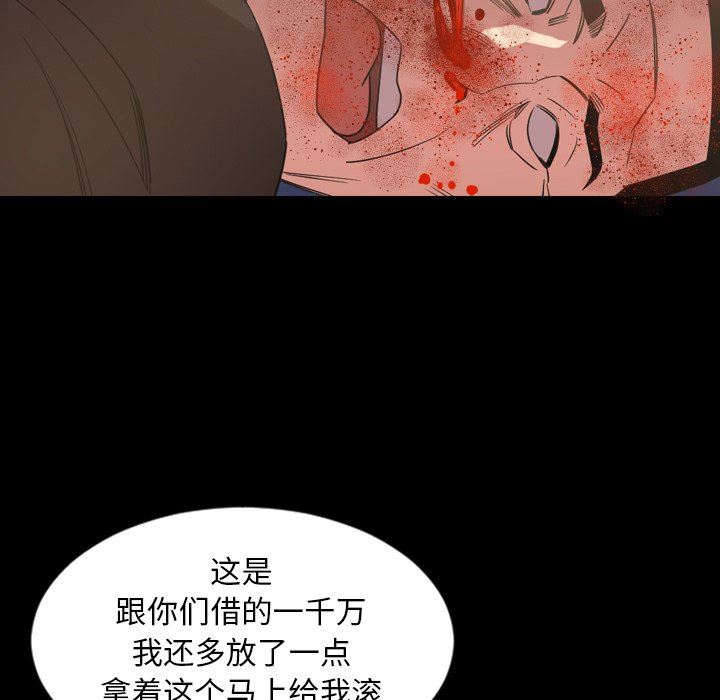 这是
跟你们借的一千万
我还多放了一点
拿着这个马上给我滚